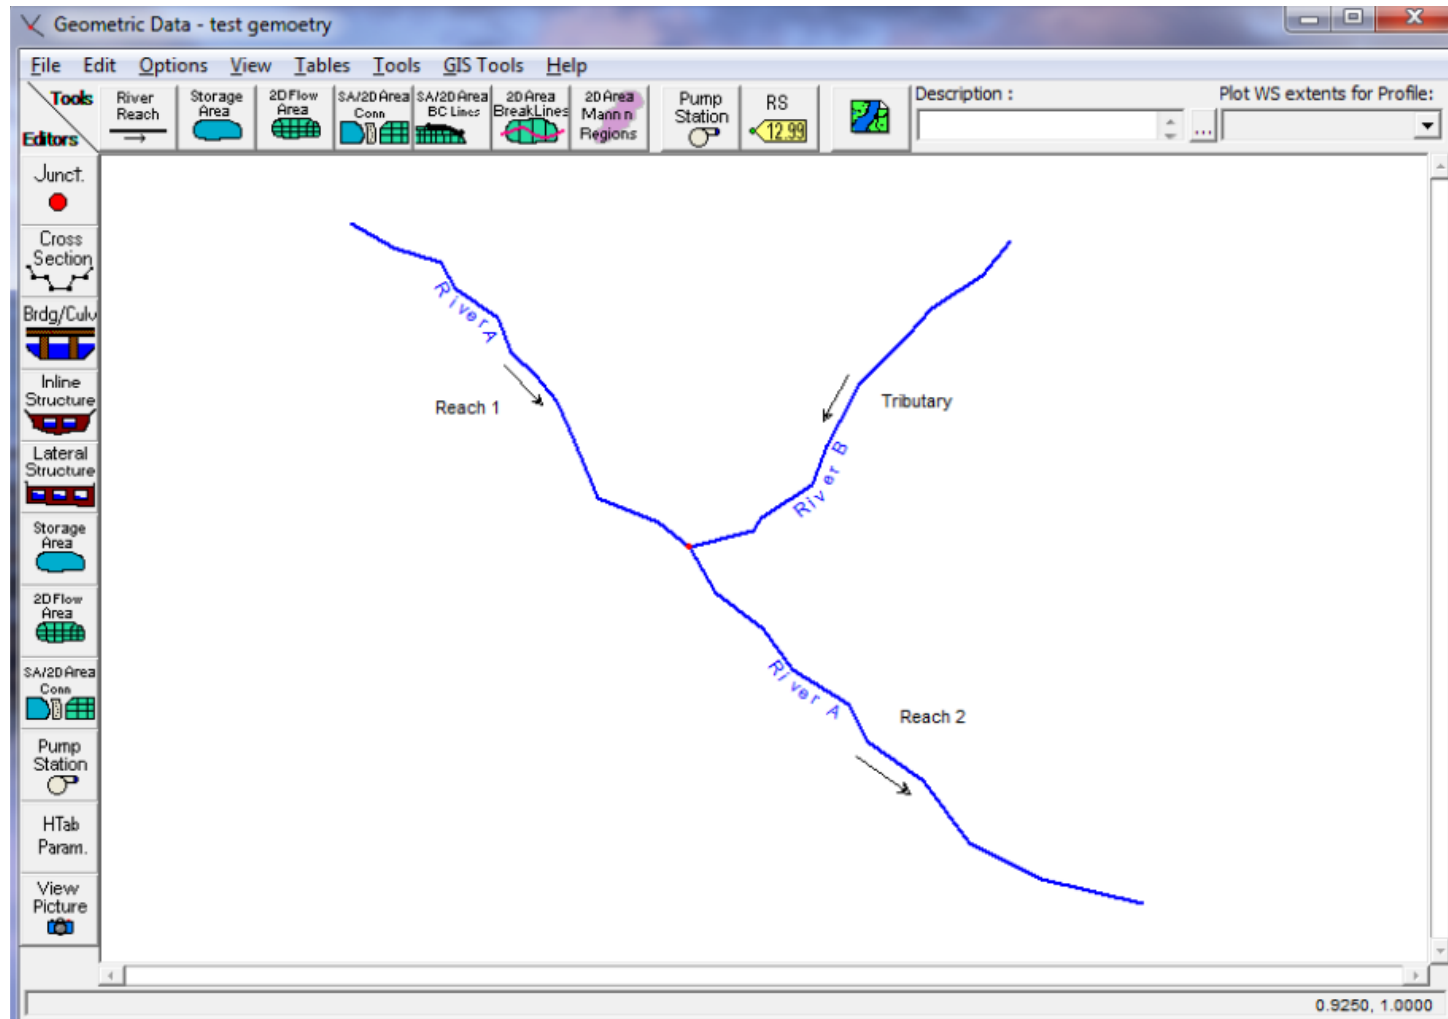 Geometric Data - test gemoetry
File Edit Options View Tables Tools GIS Tools Help
Tools
Editors
River
Reach
Storage
Area
2D Flow
Area
SA/2D Area
Conn
SA/2D Area
BC Lines
2D Area
BreakLines
2D Area
Mann n
Regions
Pump
Station
RS
12.99
Description :
...
Plot WS extents for Profile:
Junct.
Cross
Section
Brdg/Culv
Inline
Structure
Lateral
Structure
Storage
Area
2D Flow
Area
SA/2D Area
Conn
Pump
Station
HTab
Param.
View
Picture
River A
Reach 1
Tributary
River B
River A
Reach 2
0.9250, 1.0000